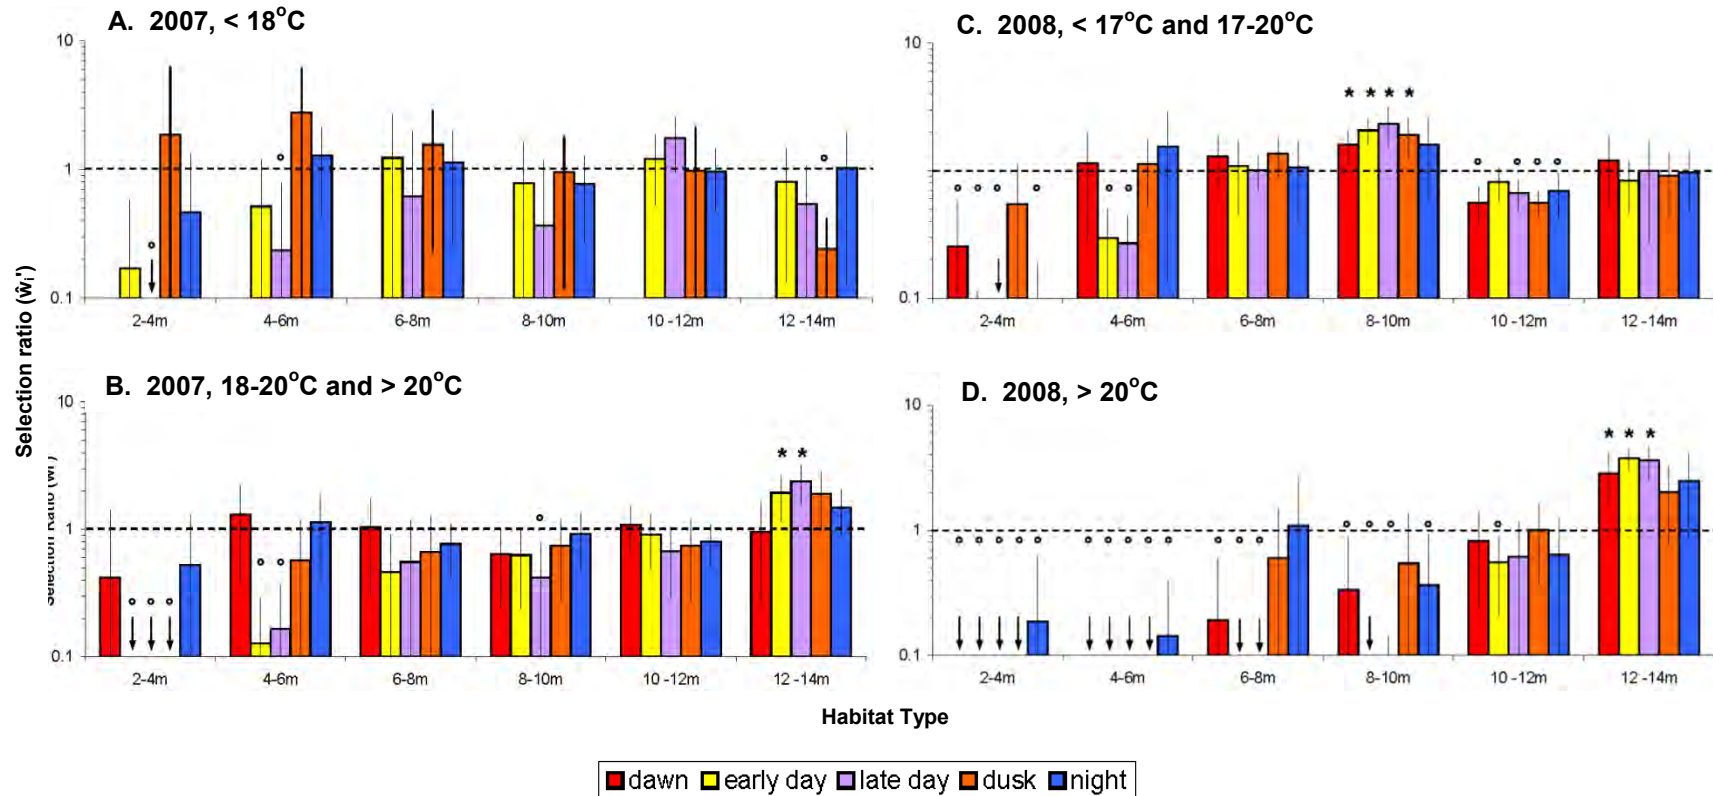 A. 2007, < 18°C
10
1
0.1
2-4m
4-6m
6-8m
8-10m
10 -12m
12 -14m
C. 2008, < 17°C and 17-20°C
10
1
0.1
2-4m
4-6m
6-8m
8-10m
10 -12m
12 -14m
Selection ratio (ŵi')
B. 2007, 18-20°C and > 20°C
10
1
0.1
2-4m
4-6m
6-8m
8-10m
10 -12m
12 -14m
D. 2008, > 20°C
10
1
0.1
2-4m
4-6m
6-8m
8-10m
10 -12m
12 -14m
Habitat Type
dawn early day late day dusk night